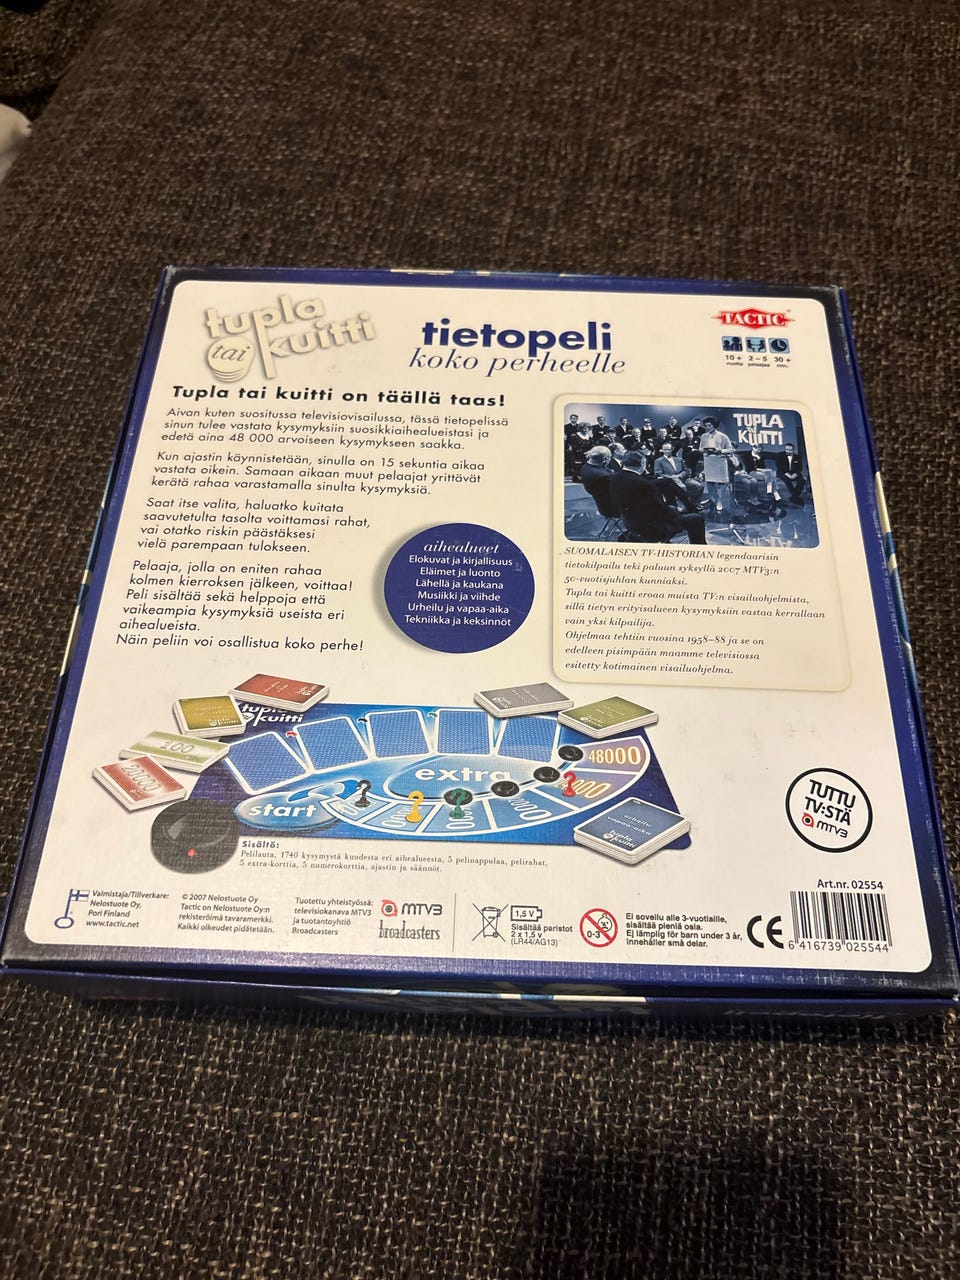 tupla
tai
kuitti
tietopeli
koko perheelle
TACTIC
10 + 2 – 5 30 +
vuotta pelaajaa min.
Tupla tai kuitti on täällä taas!
Aivan kuten suositussa televisiovisailussa, tässä tietopelissä
sinun tulee vastata kysymyksiin suosikkiaihealueistasi ja
edetä aina 48 000 arvoiseen kysymykseen saakka.
Kun ajastin käynnistetään, sinulla on 15 sekuntia aikaa
vastata oikein. Samaan aikaan muut pelaajat yrittävät
kerätä rahaa varastamalla sinulta kysymyksiä.
Saat itse valita, haluatko kuitata
saavutetulta tasolta voittamasi rahat,
vai otatko riskin päästäksesi
vielä parempaan tulokseen.
Pelaaja, jolla on eniten rahaa
kolmen kierroksen jälkeen, voittaa!
Peli sisältää sekä helppoja että
vaikeampia kysymyksiä useista eri
aihealueista.
Näin peliin voi osallistua koko perhe!
aihealueet
Elokuvat ja kirjallisuus
Eläimet ja luonto
Lähellä ja kaukana
Musiikki ja viihde
Urheilu ja vapaa-aika
Tekniikka ja keksinnöt
TUPLA
KUITTI
SUOMALAISEN TV-HISTORIAN legendaarisin
tietokilpailu teki paluun syksyllä 2007 MTV3:n
50-vuotisjuhlan kunniaksi.
Tupla tai kuitti eroaa muista TV:n visailuohjelmista,
sillä tietyn erityisalueen kysymyksiin vastaa kerrallaan
vain yksi kilpailija.
Ohjelmaa tehtiin vuosina 1958–88 ja se on
edelleen pisimpään maamme televisiossa
esitetty kotimainen visailuohjelma.
tupla
kuitti
200
20000
start
extra
48000
urheilu
vapaa-aika
tupla
kuitti
TUTTU
TV:STÄ
MTV3
Sisältö:
Pelilauta, 1740 kysymystä kuudesta eri aihealueesta, 5 pelinappulaa, pelirahat,
5 extra-korttia, 5 numerokorttia, ajastin ja säännöt.
Valmistaja/Tillverkare:
Nelostuote Oy,
Pori Finland
www.tactic.net
© 2007 Nelostuote Oy
Tactic on Nelostuote Oy:n
rekisteröimä tavaramerkki.
Kaikki oikeudet pidätetään.
Tuotettu yhteistyössä:
televisiokanava MTV3
ja tuotantoyhtiö
Broadcasters
MTV3
broadcasters
1,5 V
Sisältää paristot
2 x 1,5 v
(LR44/AG13)
0-3
Ei sovellu alle 3-vuotiaille,
sisältää pieniä osia.
Ej lämplig för barn under 3 år,
innehåller små delar.
CE
Art.nr. 02554
6 416739 025544